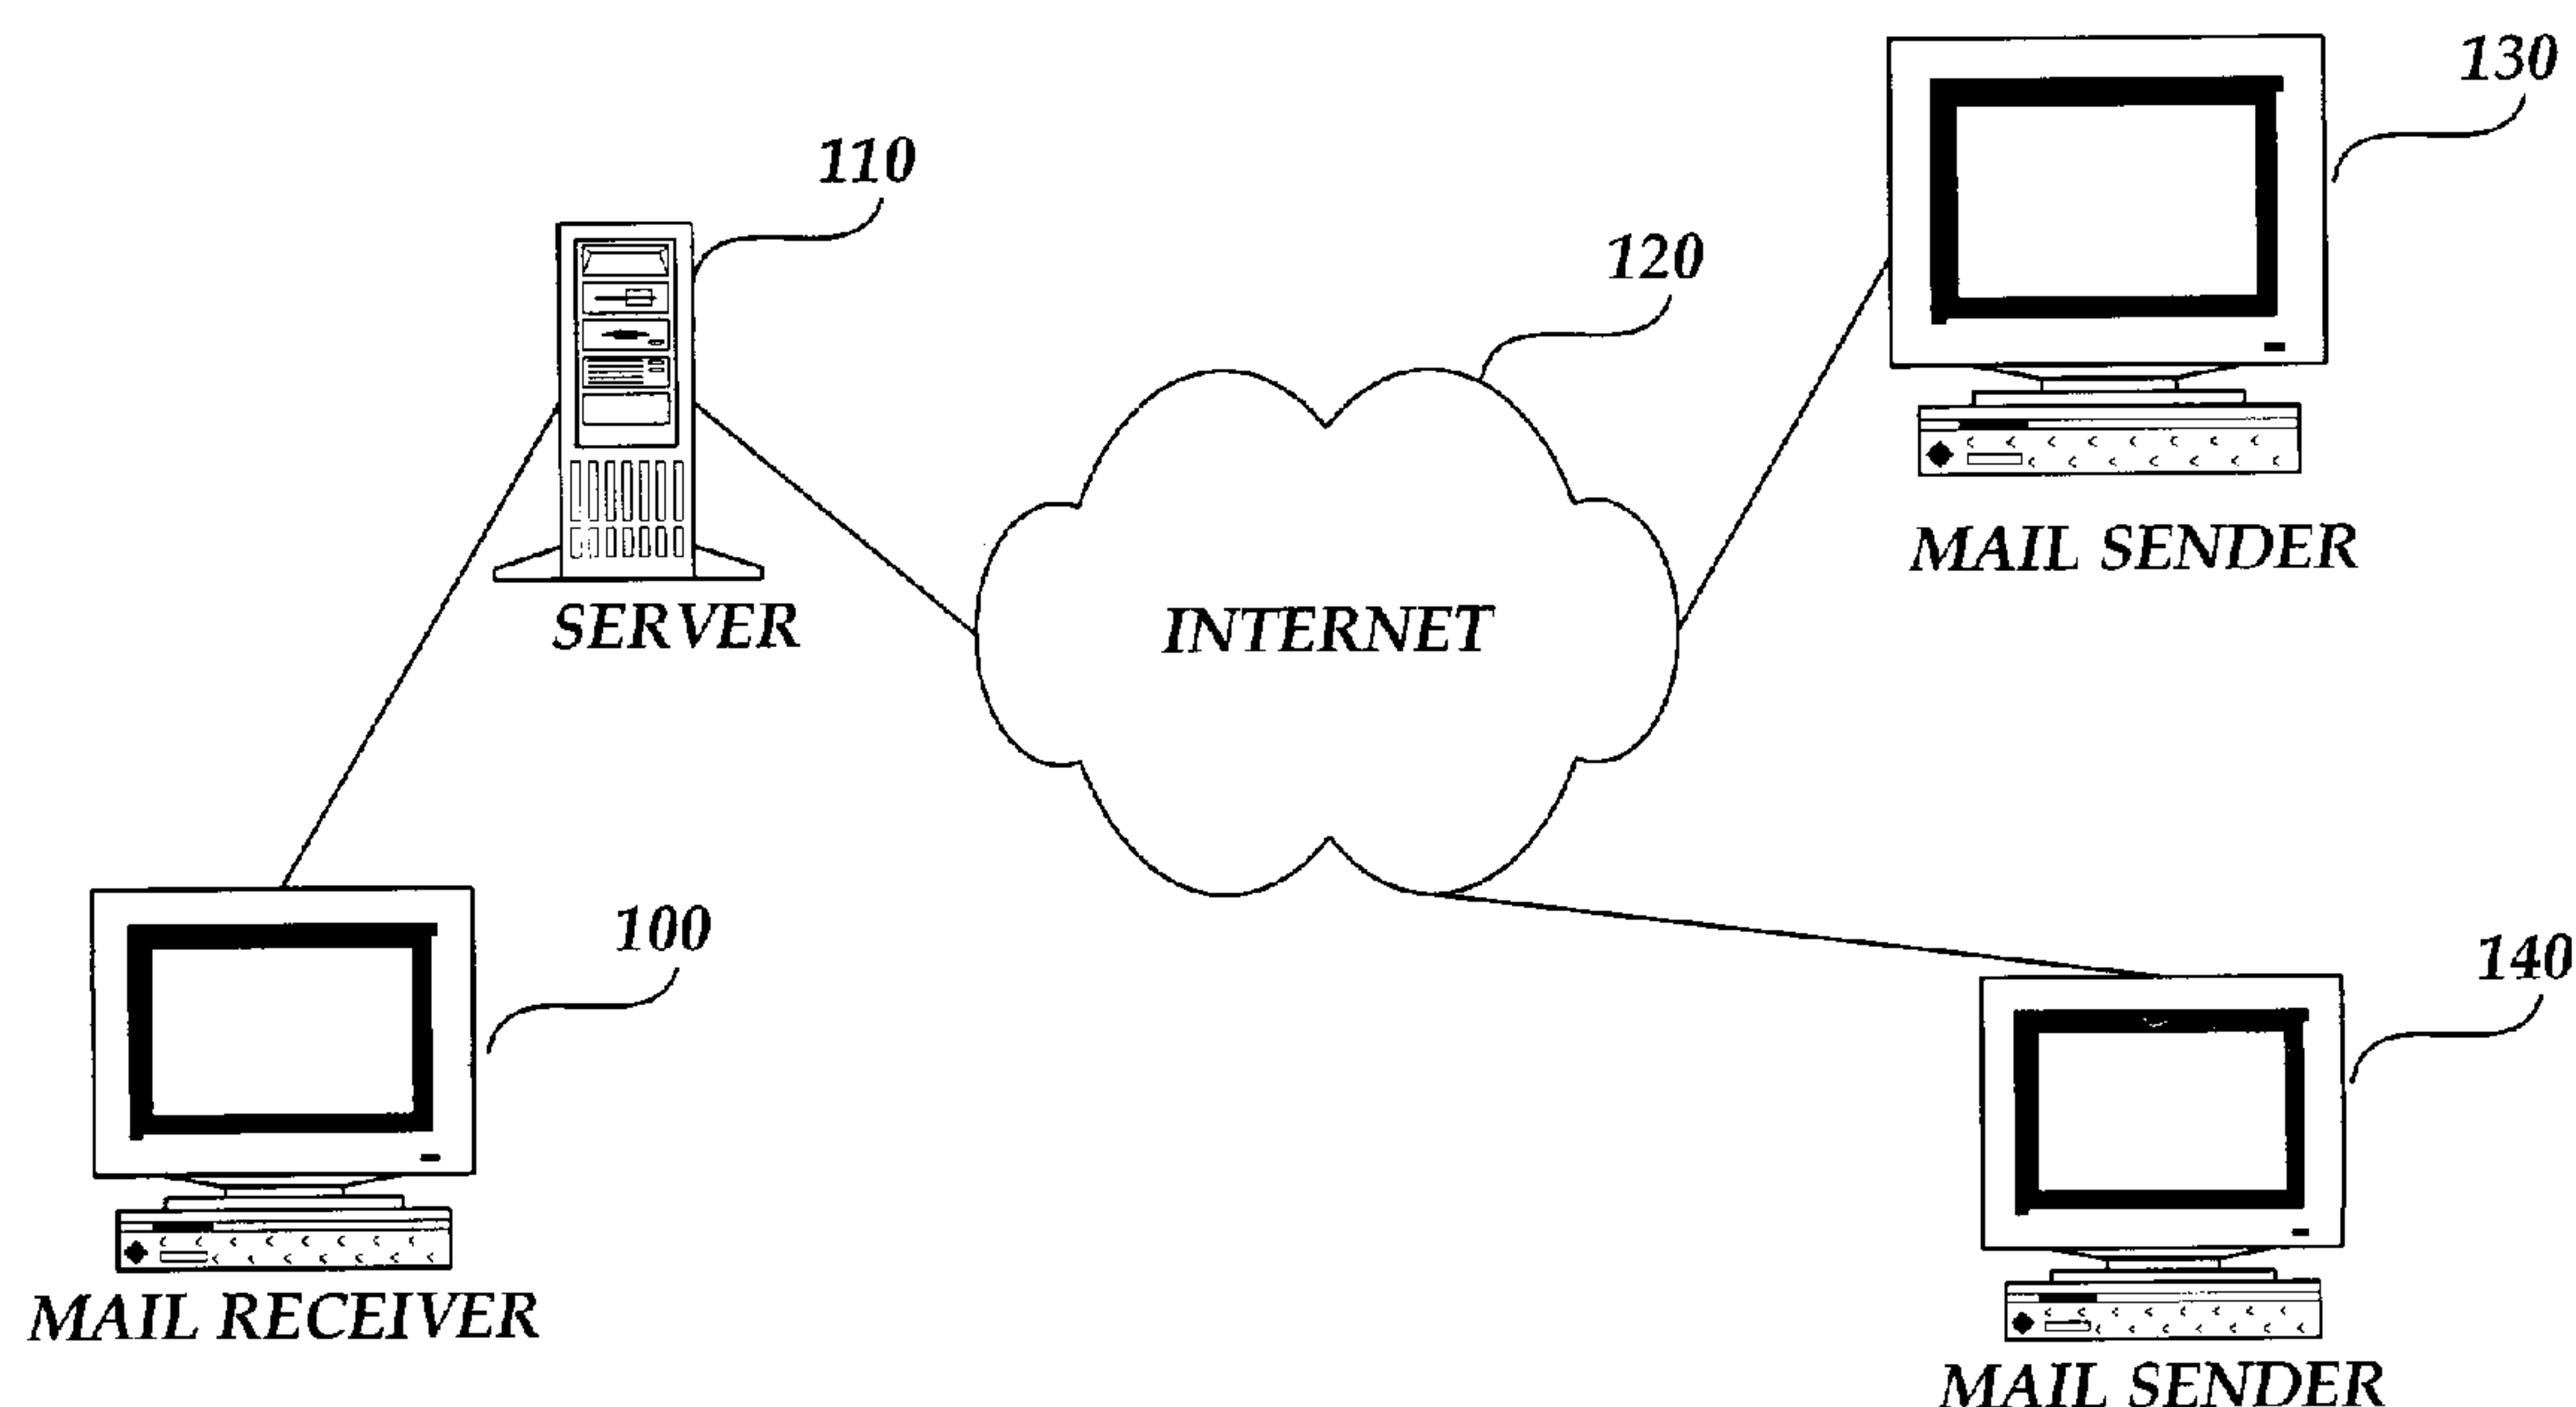 130
110
120
MAIL SENDER
SERVER
INTERNET
100
140
MAIL RECEIVER
MAIL SENDER